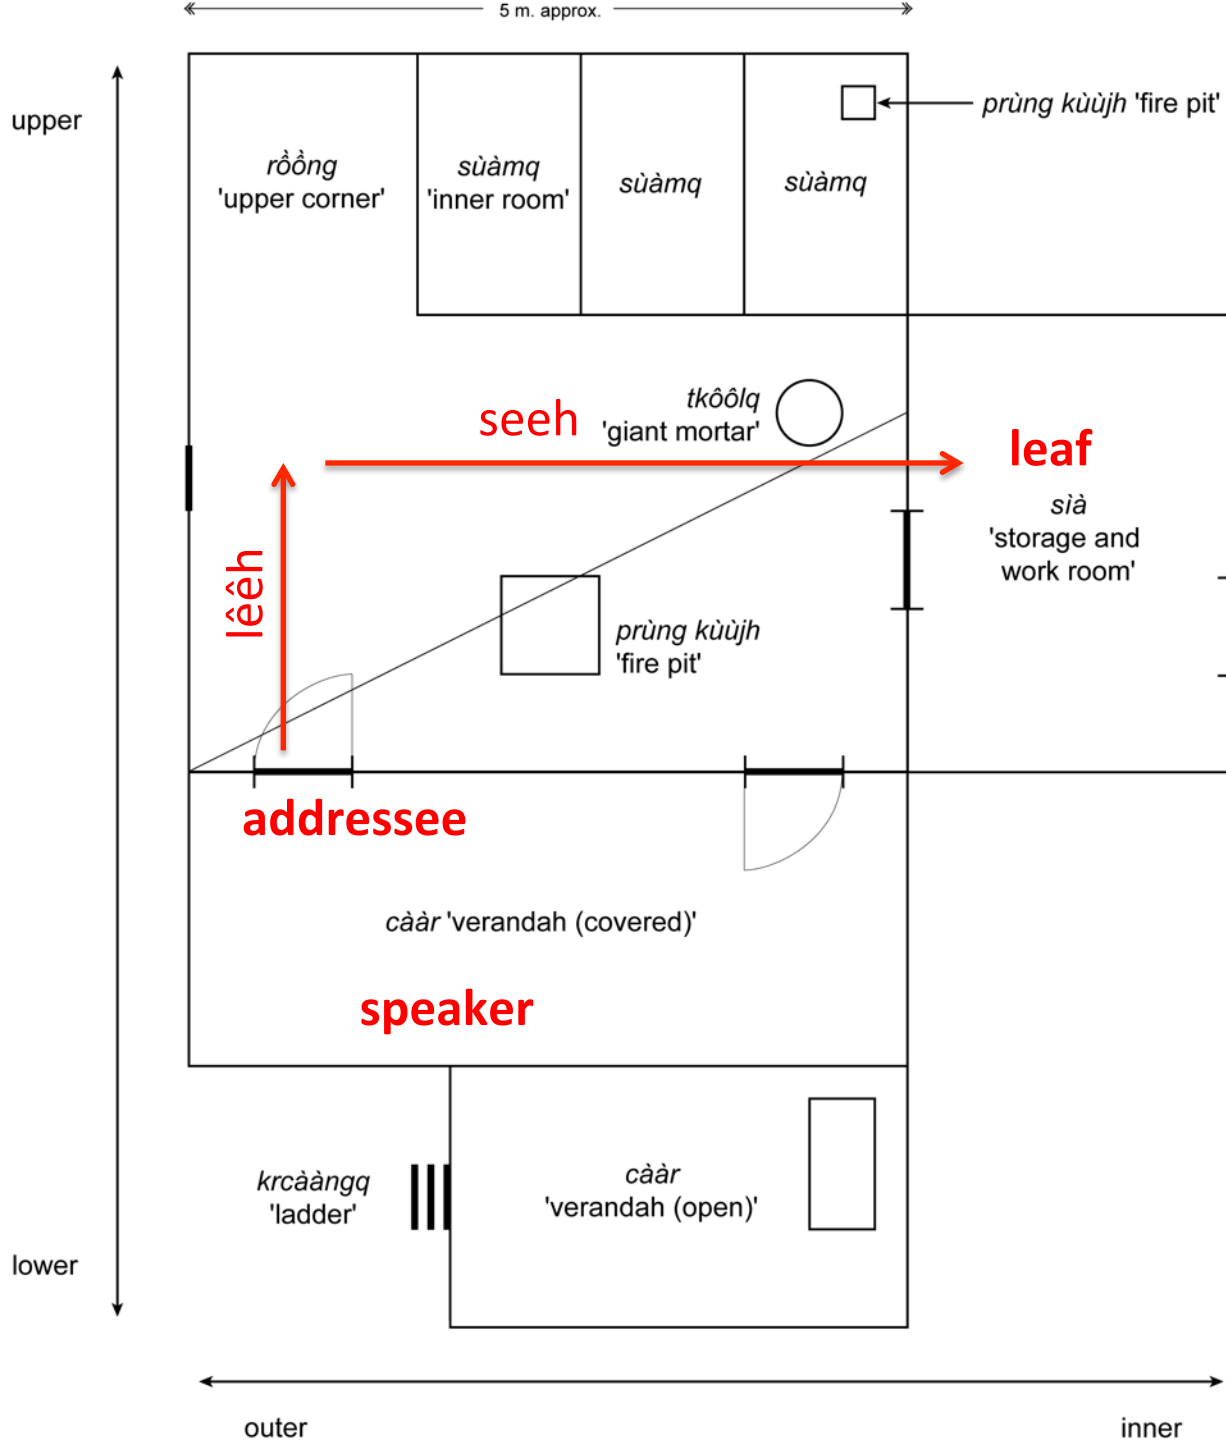 5 m. approx.
upper
prùng kùùjh 'fire pit'
rồồng
'upper corner'
sùàmq
'inner room'
sùàmq
sùàmq
tkôôlq
'giant mortar'
seeh
leaf
sìà
'storage and
work room'
lêêh
prùng kùùjh
'fire pit'
addressee
cààr 'verandah (covered)'
speaker
krcààngq
'ladder'
cààr
'verandah (open)'
lower
outer
inner